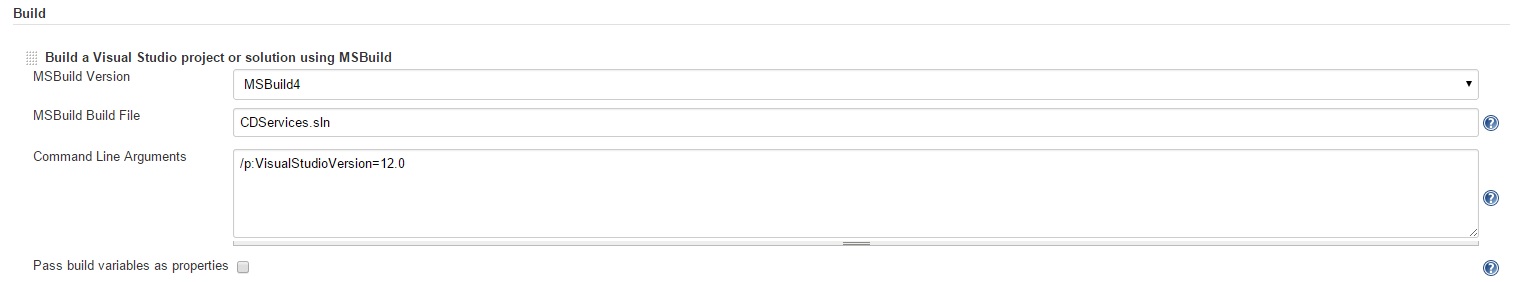 Build
Build a Visual Studio project or solution using MSBuild
MSBuild Version
MSBuild4
MSBuild Build File
CDServices.sln
Command Line Arguments
/p:VisualStudioVersion=12.0
Pass build variables as properties